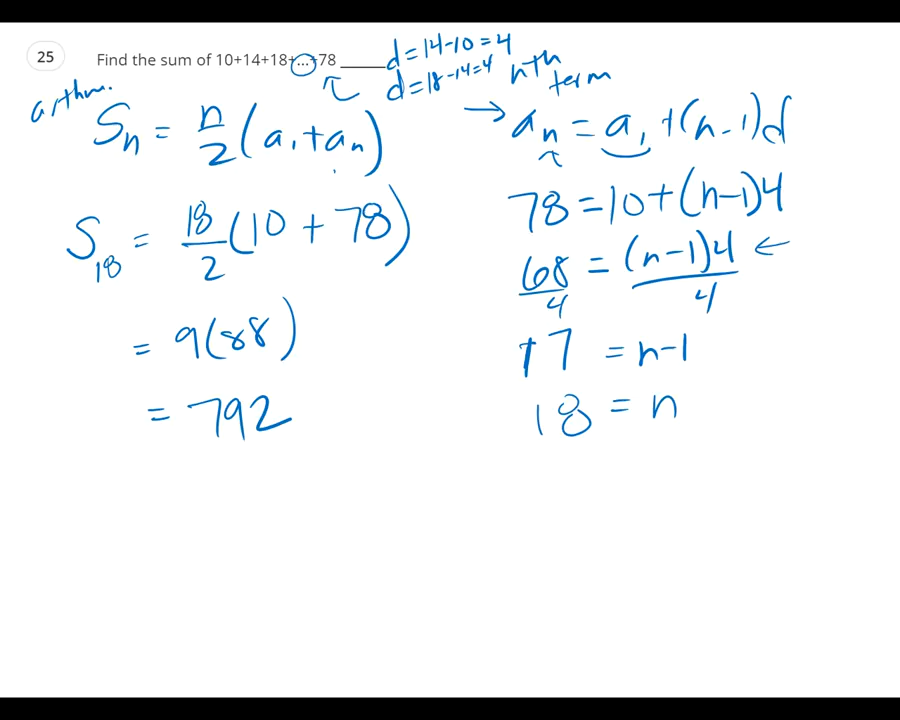 25 Find the sum of 10+14+18+...+78 _____
d=14-10=4
d=18-14=4
nth
term
arthm.
Sn = n/2 (a1+an)
→ an = a1+(n-1)d
S18 = 18/2 (10+78)
78=10+(n-1)4
68/4 = (n-1)4/4 ←
= 9(88)
17 = n-1
= 792
18 = n